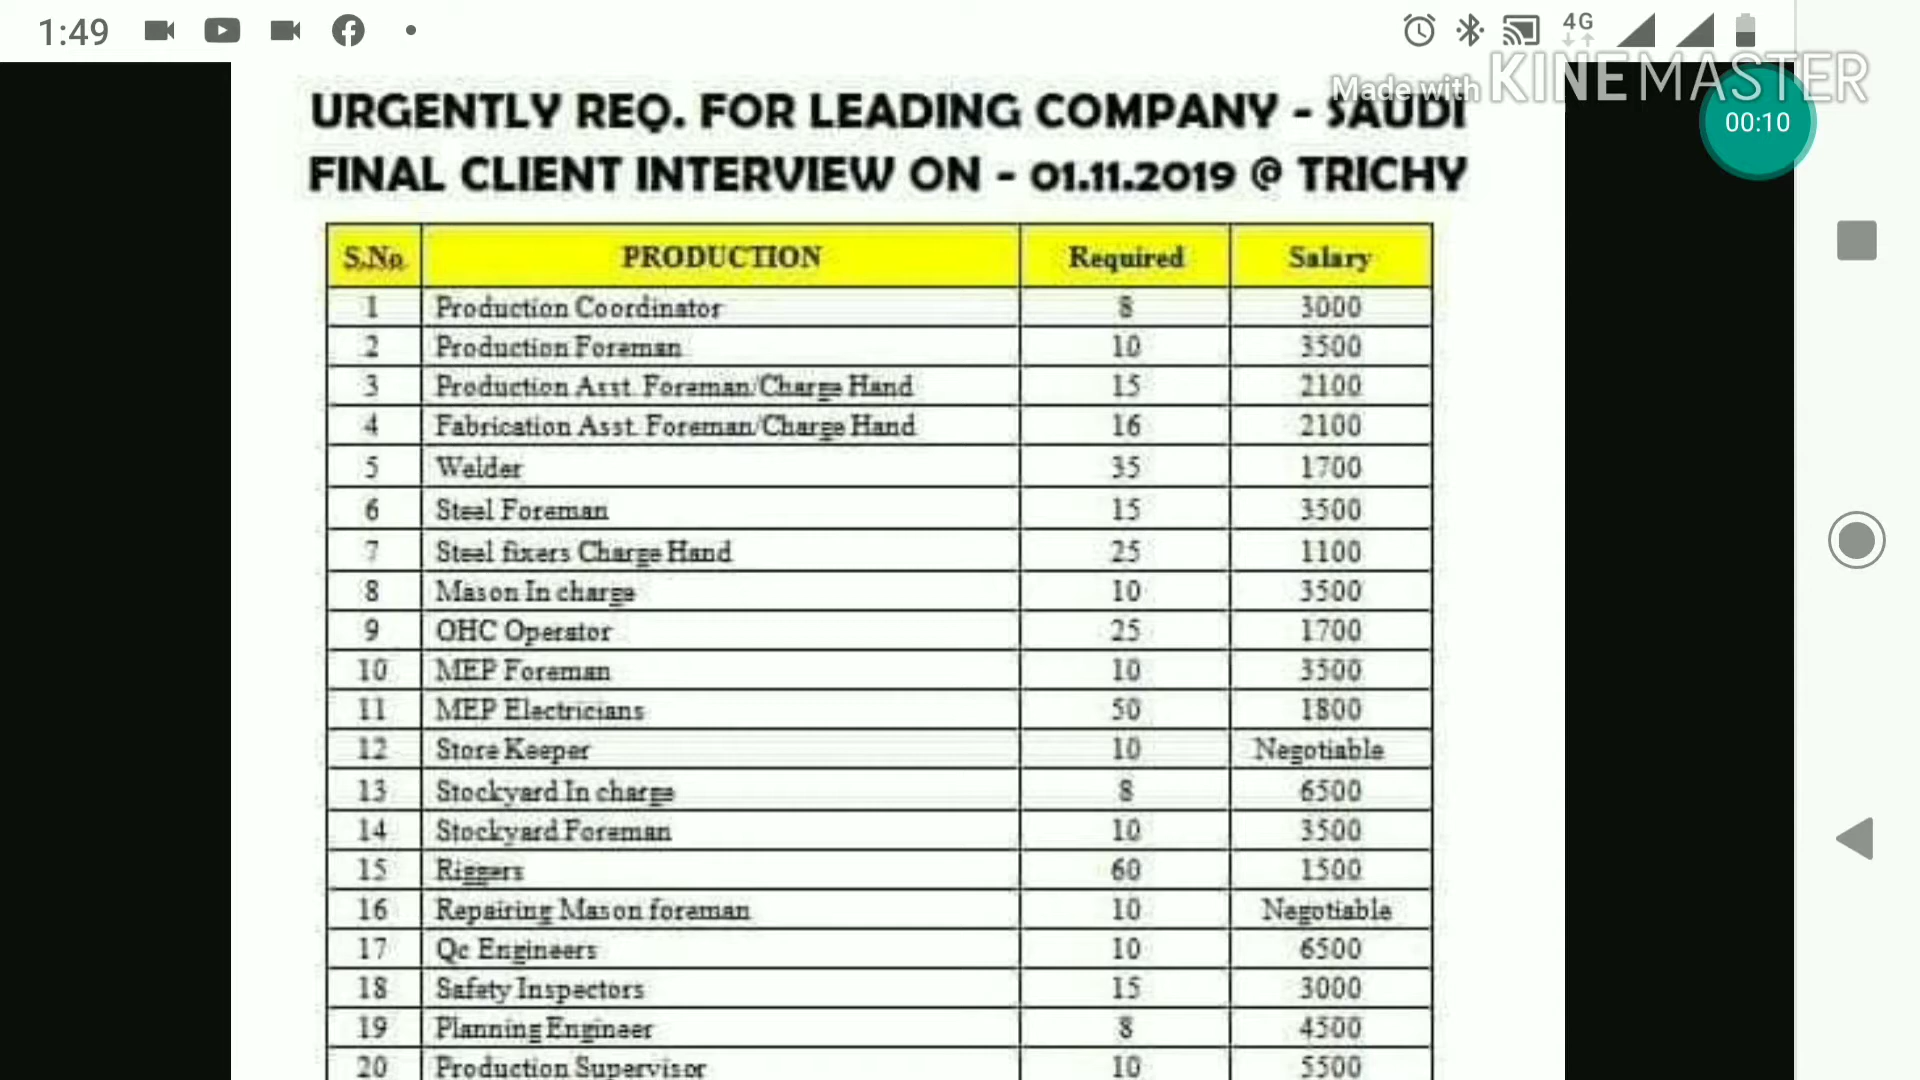 1:49
4G
Made with KINEMASTER
00:10
URGENTLY REQ. FOR LEADING COMPANY - SAUDI
FINAL CLIENT INTERVIEW ON - 01.11.2019 @ TRICHY
S.No. PRODUCTION Required Salary
1 Production Coordinator 8 3000
2 Production Foreman 10 3500
3 Production Asst. Foreman/Charge Hand 15 2100
4 Fabrication Asst. Foreman/Charge Hand 16 2100
5 Welder 35 1700
6 Steel Foreman 15 3500
7 Steel fixers Charge Hand 25 1100
8 Mason In charge 10 3500
9 OHC Operator 25 1700
10 MEP Foreman 10 3500
11 MEP Electricians 50 1800
12 Store Keeper 10 Negotiable
13 Stockyard In charge 8 6500
14 Stockyard Foreman 10 3500
15 Riggers 60 1500
16 Repairing Mason foreman 10 Negotiable
17 Qc Engineers 10 6500
18 Safety Inspectors 15 3000
19 Planning Engineer 8 4500
20 Production Supervisor 10 5500